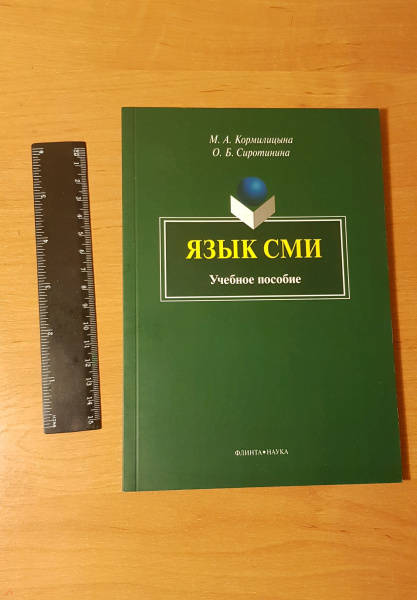 М. А. Кормилицына
О. Б. Сиротинина
ЯЗЫК СМИ
Учебное пособие
ФЛИНТА • НАУКА